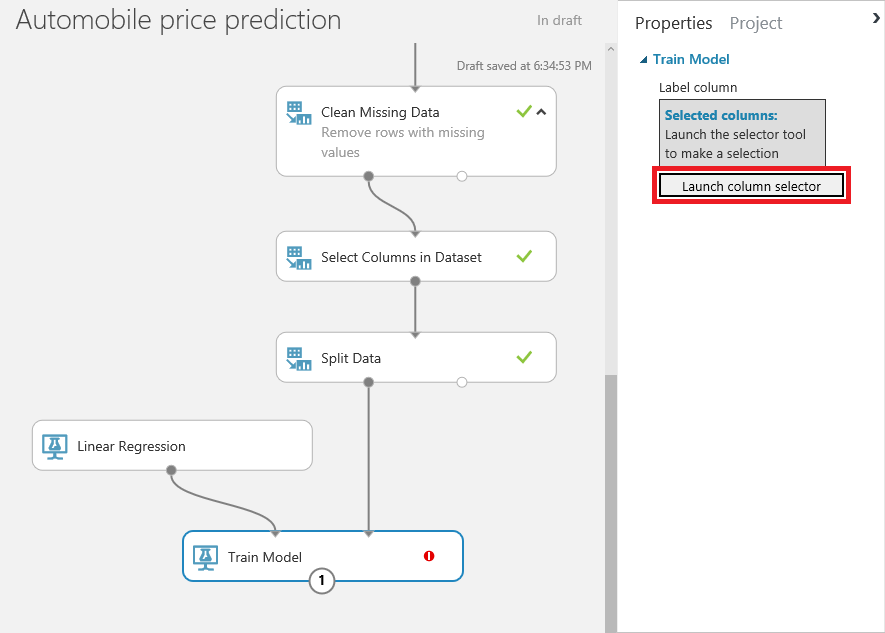 Automobile price prediction
In draft
Draft saved at 6:34:53 PM
Clean Missing Data
Remove rows with missing
values
Select Columns in Dataset
Split Data
Linear Regression
Train Model
1
Properties Project
Train Model
Label column
Selected columns:
Launch the selector tool
to make a selection
Launch column selector